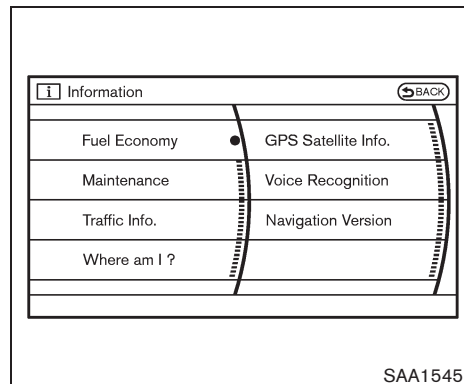 i Information
BACK
Fuel Economy
Maintenance
Traffic Info.
Where am I ?
GPS Satellite Info.
Voice Recognition
Navigation Version
SAA1545